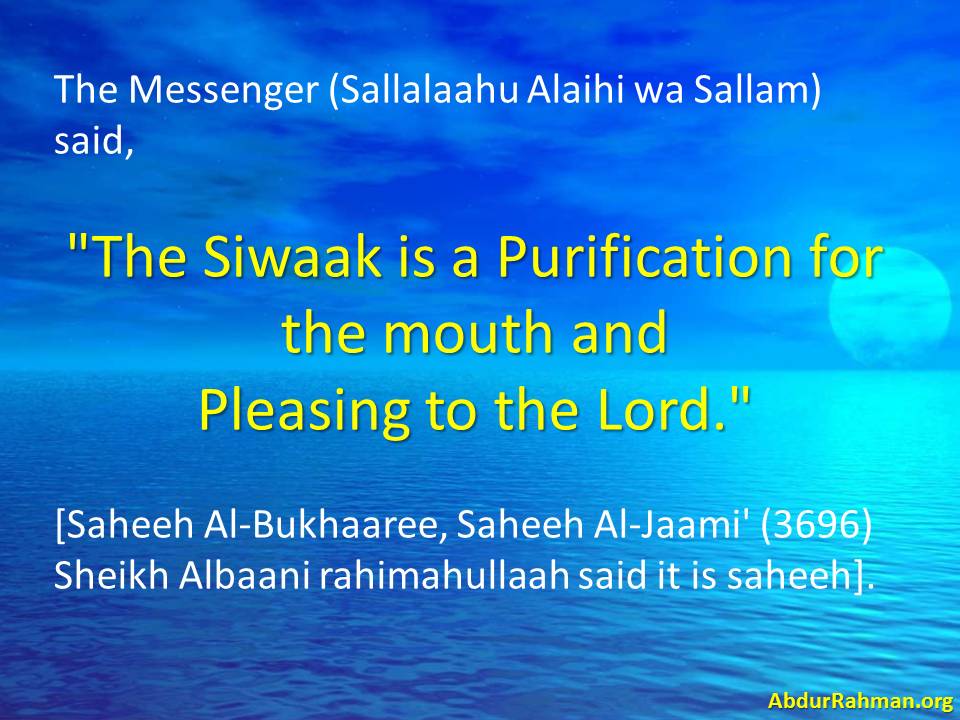 The Messenger (Sallalaahu Alaihi wa Sallam)
said,
"The Siwaak is a Purification for
the mouth and
Pleasing to the Lord."
[Saheeh Al-Bukhaaree, Saheeh Al-Jaami' (3696)
Sheikh Albaani rahimahullaah said it is saheeh].
AbdurRahman.org